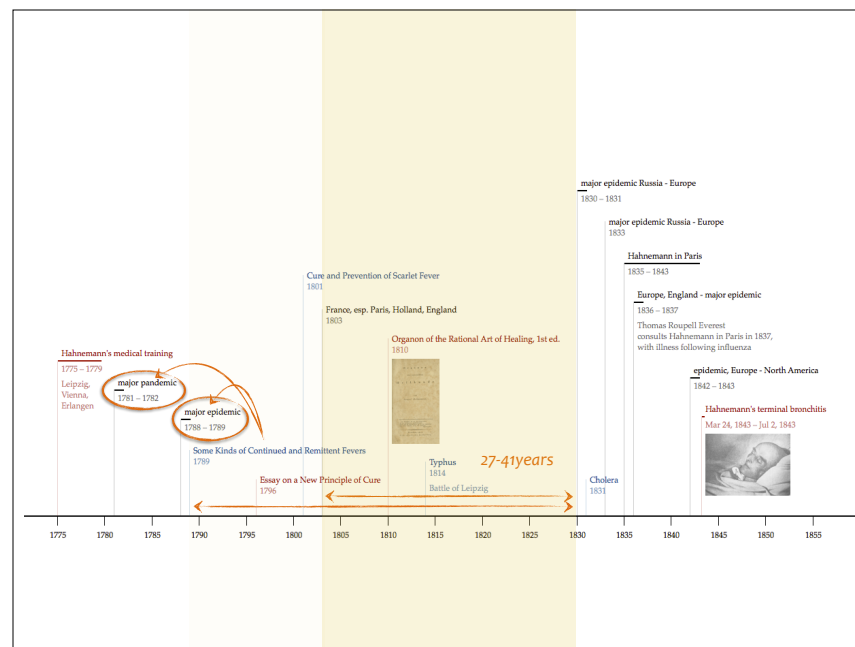 major epidemic Russia - Europe
1830 – 1831
major epidemic Russia - Europe
1833
Hahnemann in Paris
1835 – 1843
Cure and Prevention of Scarlet Fever
1801
Europe, England - major epidemic
1836 – 1837
Thomas Roupell Everest
consults Hahnemann in Paris in 1837,
with illness following influenza
France, esp. Paris, Holland, England
1803
Organon of the Rational Art of Healing, 1st ed.
1810
Hahnemann's medical training
1775 – 1779
Leipzig,
Vienna,
Erlangen
major pandemic
1781 – 1782
epidemic, Europe - North America
1842 – 1843
major epidemic
1788 – 1789
Hahnemann's terminal bronchitis
Mar 24, 1843 – Jul 2, 1843
Some Kinds of Continued and Remittent Fevers
1789
Typhus
1814
Battle of Leipzig
27-41years
Essay on a New Principle of Cure
1796
Cholera
1831
1775 1780 1785 1790 1795 1800 1805 1810 1815 1820 1825 1830 1835 1840 1845 1850 1855